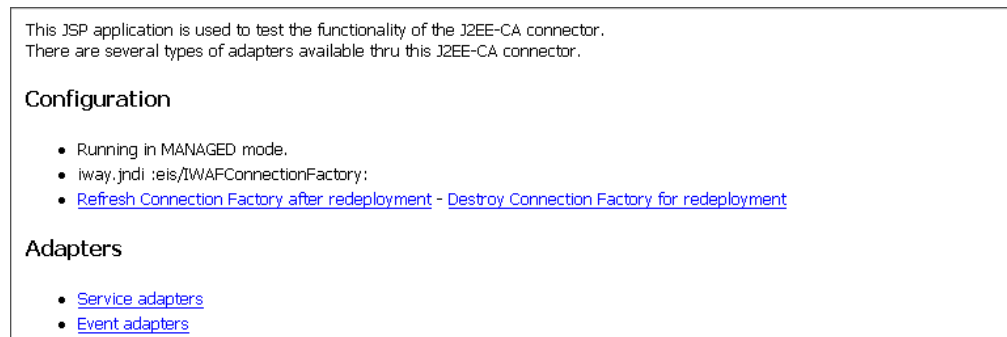 This JSP application is used to test the functionality of the J2EE-CA connector.
There are several types of adapters available thru this J2EE-CA connector.
Configuration
• Running in MANAGED mode.
• iway.jndi :eis/IWAFConnectionFactory:
• Refresh Connection Factory after redeployment - Destroy Connection Factory for redeployment
Adapters
• Service adapters
• Event adapters